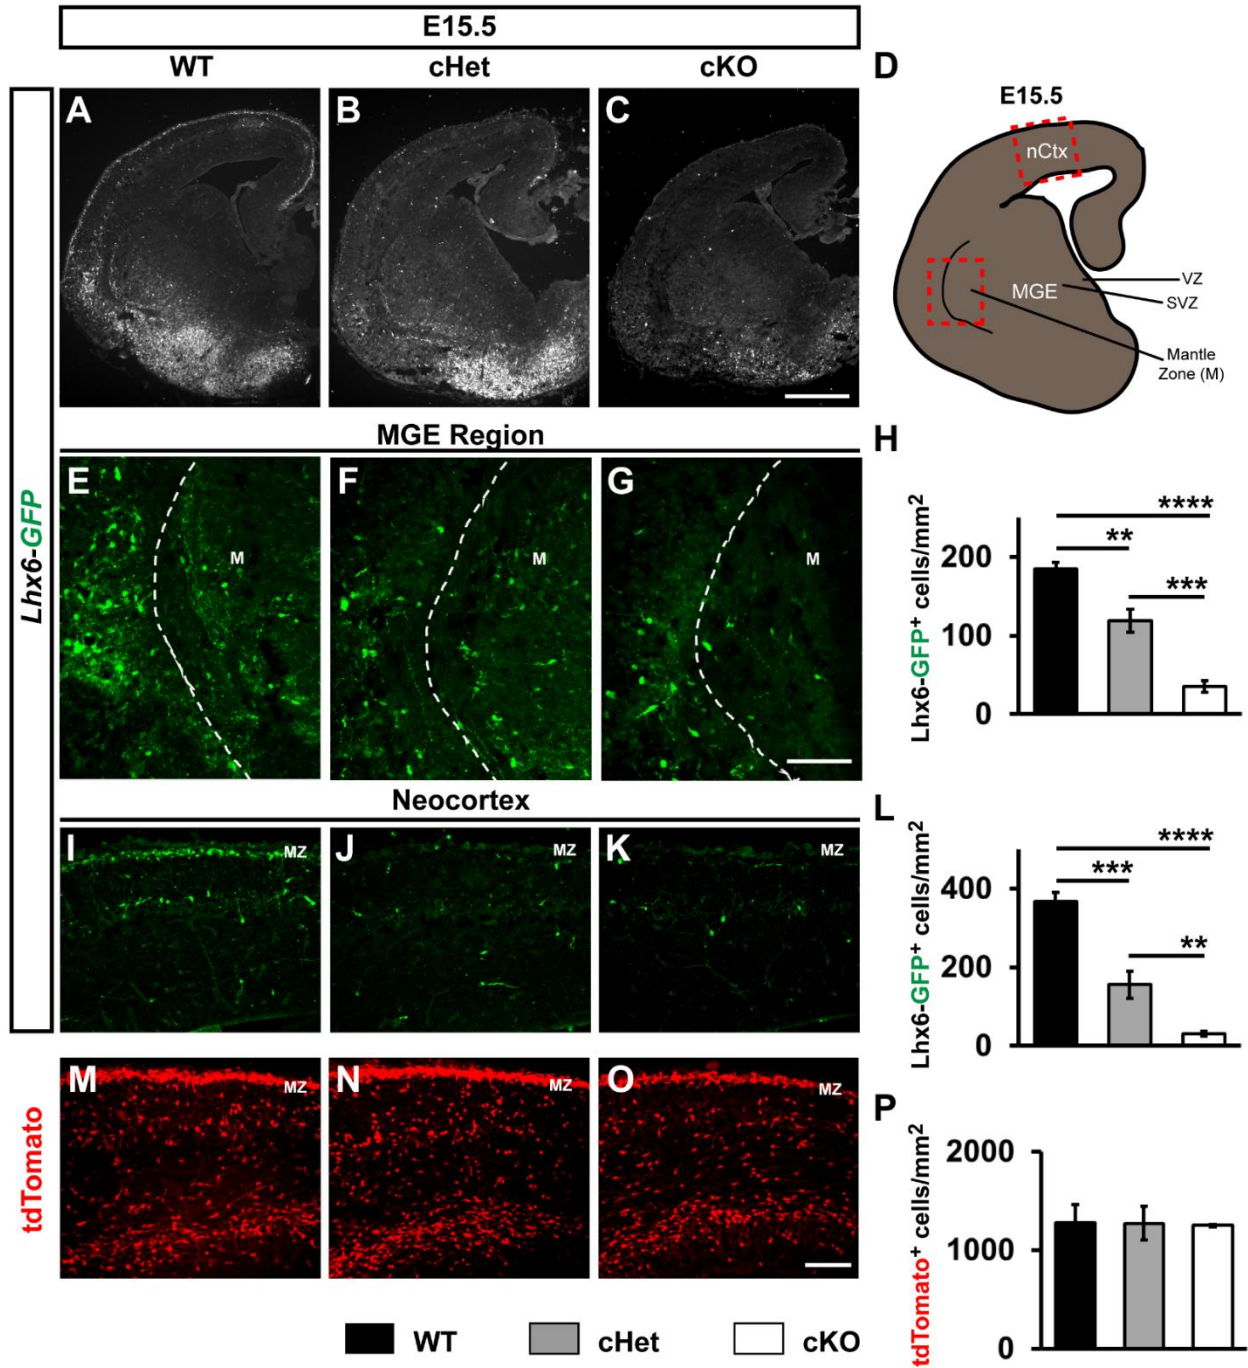 E15.5
WT cHet cKO
Lhx6-GFP
A B C
D
E15.5
nCtx
MGE
VZ
SVZ
Mantle
Zone (M)
MGE Region
E M F M G M
H
Lhx6-GFP+ cells/mm2
200
100
0
**
****
***
Neocortex
I MZ J MZ K MZ
L
Lhx6-GFP+ cells/mm2
400
200
0
***
****
**
tdTomato
M MZ N MZ O MZ
P
tdTomato+ cells/mm2
2000
1000
0
WT cHet cKO